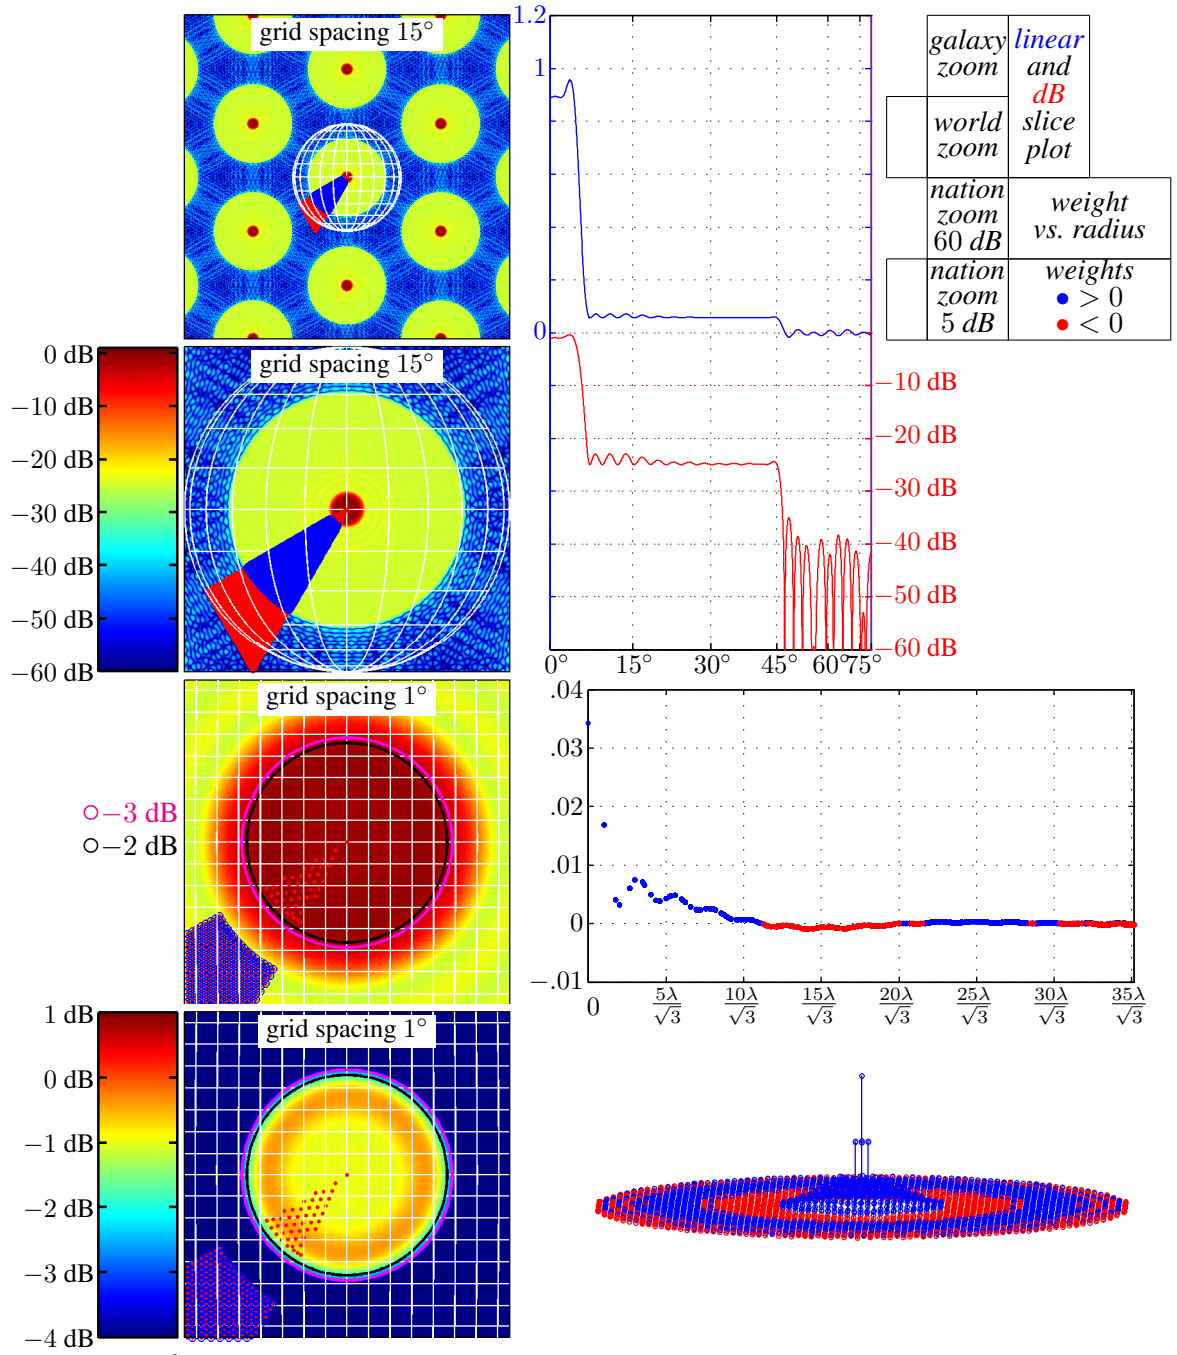 grid spacing 15°
0 dB
−10 dB
−20 dB
−30 dB
−40 dB
−50 dB
−60 dB
grid spacing 15°
−3 dB
−2 dB
grid spacing 1°
1 dB
0 dB
−1 dB
−2 dB
−3 dB
−4 dB
grid spacing 1°
1.2
1
0
−10 dB
−20 dB
−30 dB
−40 dB
−50 dB
−60 dB
0° 15° 30° 45° 60° 75°
galaxy zoom
linear and dB slice plot
world zoom
nation zoom 60 dB
weight vs. radius
nation zoom 5 dB
weights
> 0
< 0
.04
.03
.02
.01
0
−.01
0 5λ/√3 10λ/√3 15λ/√3 20λ/√3 25λ/√3 30λ/√3 35λ/√3